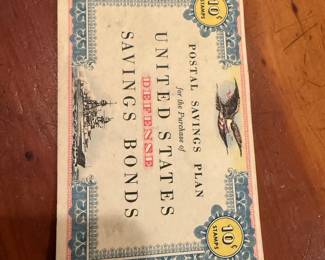 10¢
STAMPS
POSTAL SAVINGS PLAN
for the Purchase of
UNITED STATES
DEFENSE
SAVINGS BONDS
10¢
STAMPS